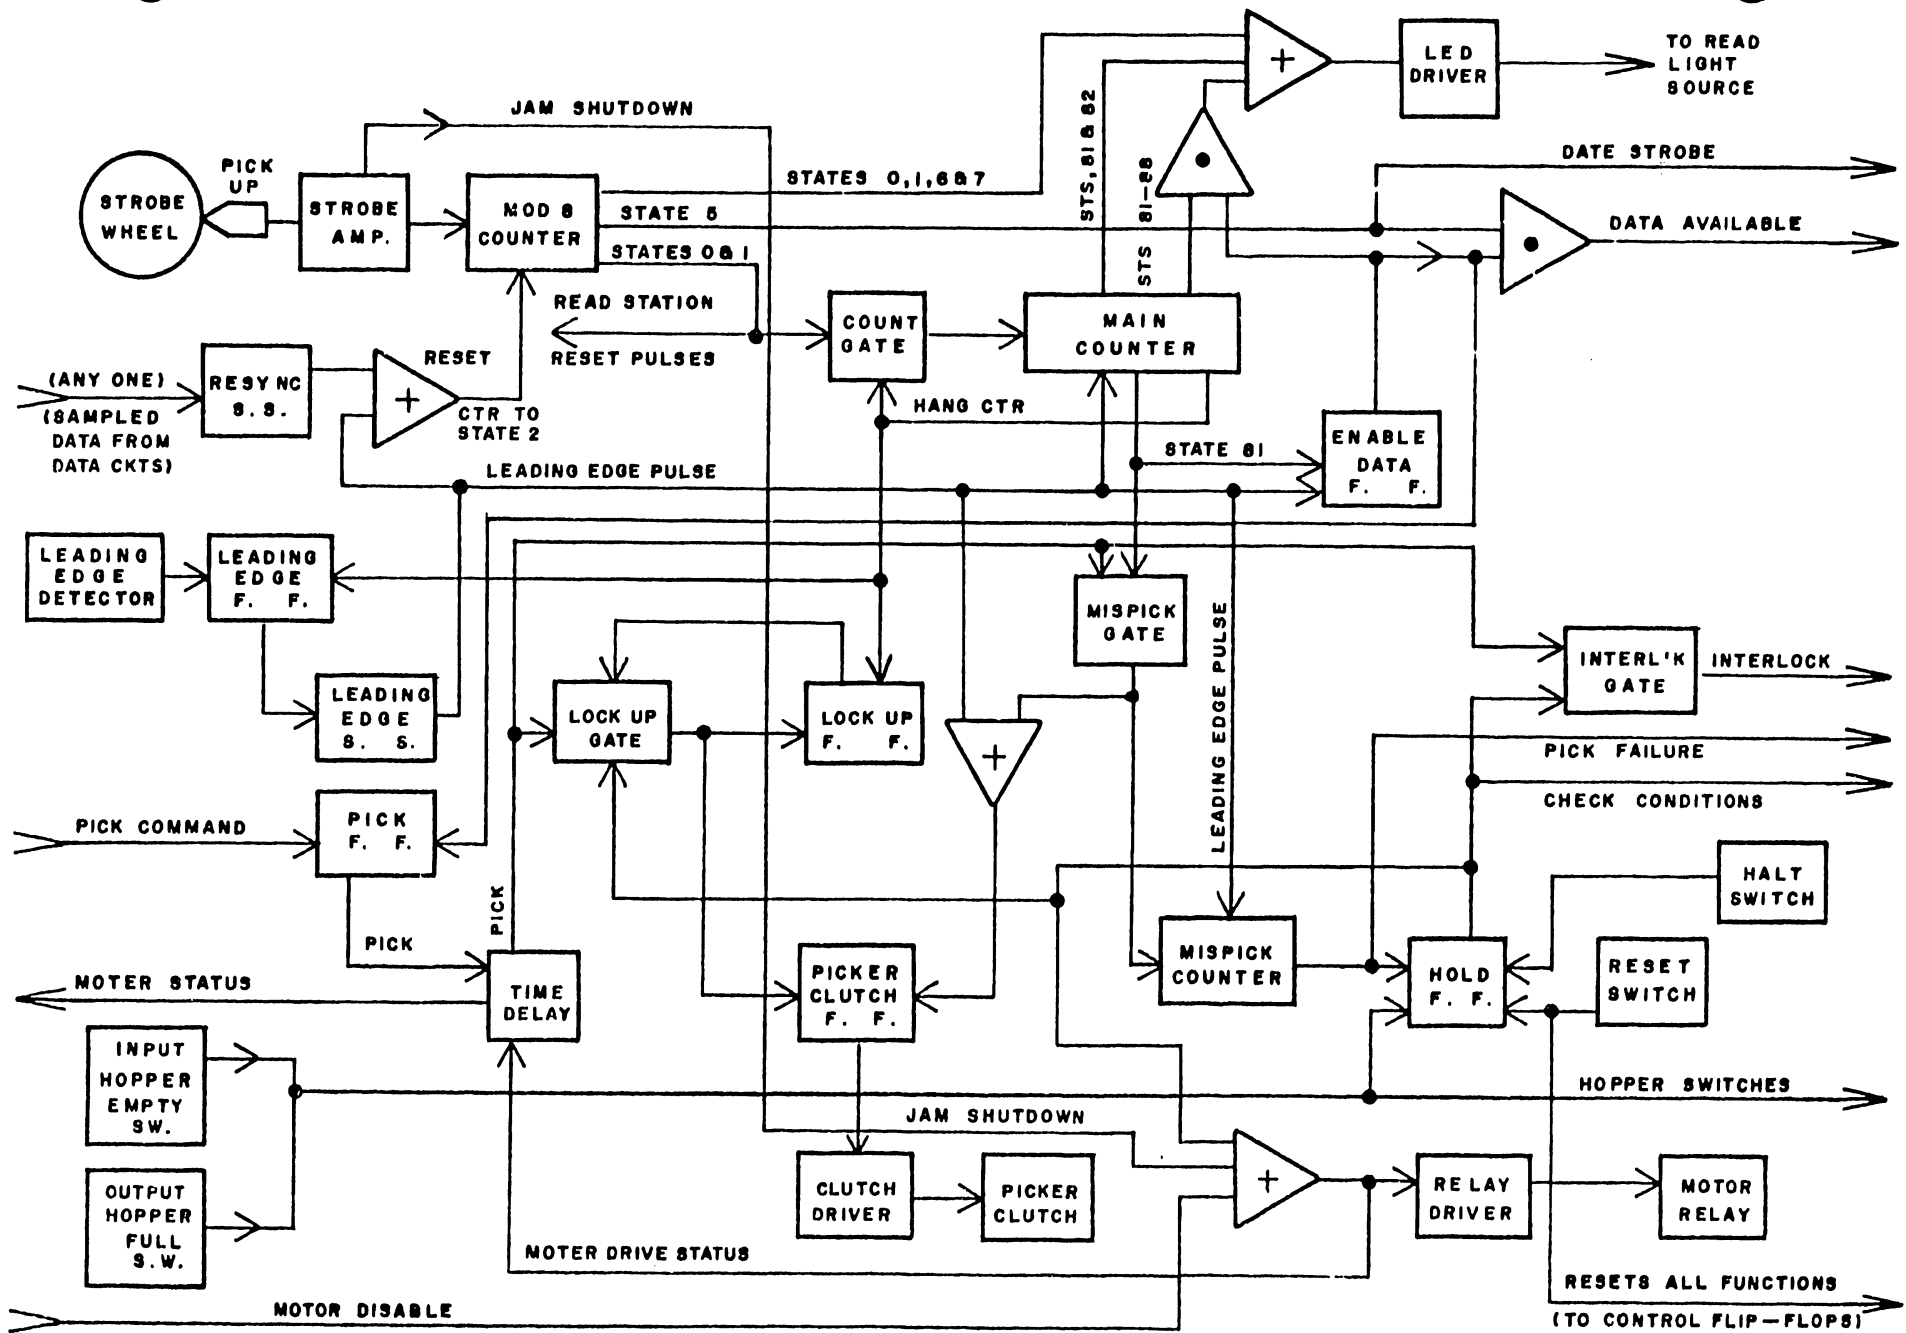 LED
DRIVER
TO READ
LIGHT
SOURCE
JAM SHUTDOWN
STS, 81 & 82
DATE STROBE
PICK
UP
STROBE
WHEEL
STROBE
AMP.
MOD 8
COUNTER
STATES 0,1,6&7
STATE 5
STATES 0&1
STS 81-88
DATA AVAILABLE
READ STATION
RESET PULSES
COUNT
GATE
MAIN
COUNTER
(ANY ONE)
(SAMPLED
DATA FROM
DATA CKTS)
RESYNC
S.S.
RESET
CTR TO
STATE 2
HANG CTR
STATE 81
ENABLE
DATA
F. F.
LEADING EDGE PULSE
LEADING
EDGE
DETECTOR
LEADING
EDGE
F. F.
MISPICK
GATE
LEADING EDGE PULSE
INTERL'K
GATE
INTERLOCK
LEADING
EDGE
S. S.
LOCK UP
GATE
LOCK UP
F. F.
PICK FAILURE
CHECK CONDITIONS
PICK COMMAND
PICK
F. F.
PICK
PICK
HALT
SWITCH
MOTER STATUS
TIME
DELAY
PICKER
CLUTCH
F. F.
MISPICK
COUNTER
HOLD
F. F.
RESET
SWITCH
INPUT
HOPPER
EMPTY
SW.
HOPPER SWITCHES
JAM SHUTDOWN
OUTPUT
HOPPER
FULL
S.W.
CLUTCH
DRIVER
PICKER
CLUTCH
RELAY
DRIVER
MOTOR
RELAY
MOTER DRIVE STATUS
MOTOR DISABLE
RESETS ALL FUNCTIONS
(TO CONTROL FLIP-FLOPS)